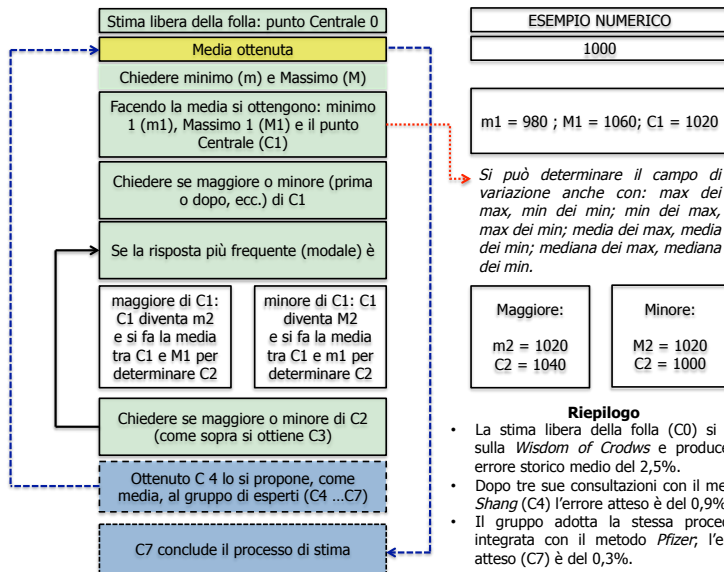 Stima libera della folla: punto Centrale 0
Media ottenuta
Chiedere minimo (m) e Massimo (M)
Facendo la media si ottengono: minimo
1 (m1), Massimo 1 (M1) e il punto
Centrale (C1)
Chiedere se maggiore o minore (prima
o dopo, ecc.) di C1
Se la risposta più frequente (modale) è
maggiore di C1:
C1 diventa m2
e si fa la media
tra C1 e M1 per
determinare C2
minore di C1: C1
diventa M2
e si fa la media
tra C1 e m1 per
determinare C2
Chiedere se maggiore o minore di C2
(come sopra si ottiene C3)
Ottenuto C 4 lo si propone, come
media, al gruppo di esperti (C4 ...C7)
C7 conclude il processo di stima
ESEMPIO NUMERICO
1000
m1 = 980 ; M1 = 1060; C1 = 1020
Si può determinare il campo di
variazione anche con: max dei
max, min dei min; min dei max,
max dei min; media dei max, media
dei min; mediana dei max, mediana
dei min.
Maggiore:
m2 = 1020
C2 = 1040
Minore:
M2 = 1020
C2 = 1000
Riepilogo
• La stima libera della folla (C0) si
sulla Wisdom of Crodws e produce
errore storico medio del 2,5%.
• Dopo tre sue consultazioni con il me
Shang (C4) l'errore atteso è del 0,9%
• Il gruppo adotta la stessa proced
integrata con il metodo Pfizer; l'e
atteso (C7) è del 0,3%.